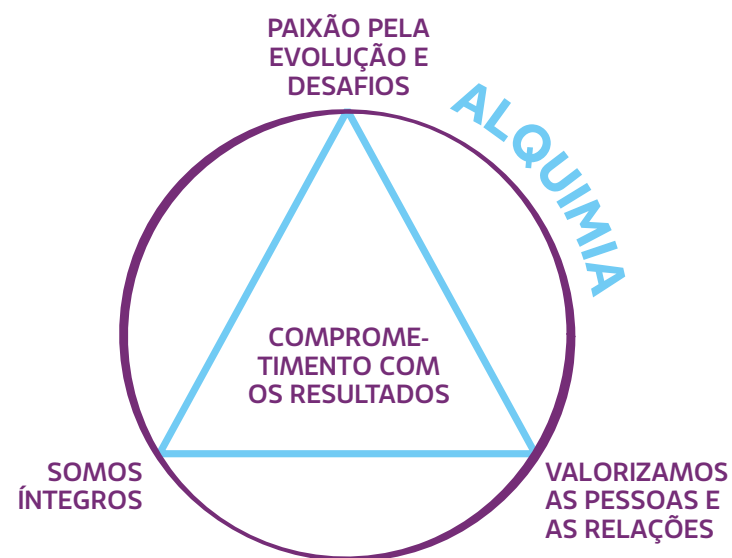 PAIXÃO PELA
EVOLUÇÃO E
DESAFIOS
ALQUIMIA
COMPROME-
TIMENTO COM
OS RESULTADOS
SOMOS
ÍNTEGROS
VALORIZAMOS
AS PESSOAS E
AS RELAÇÕES